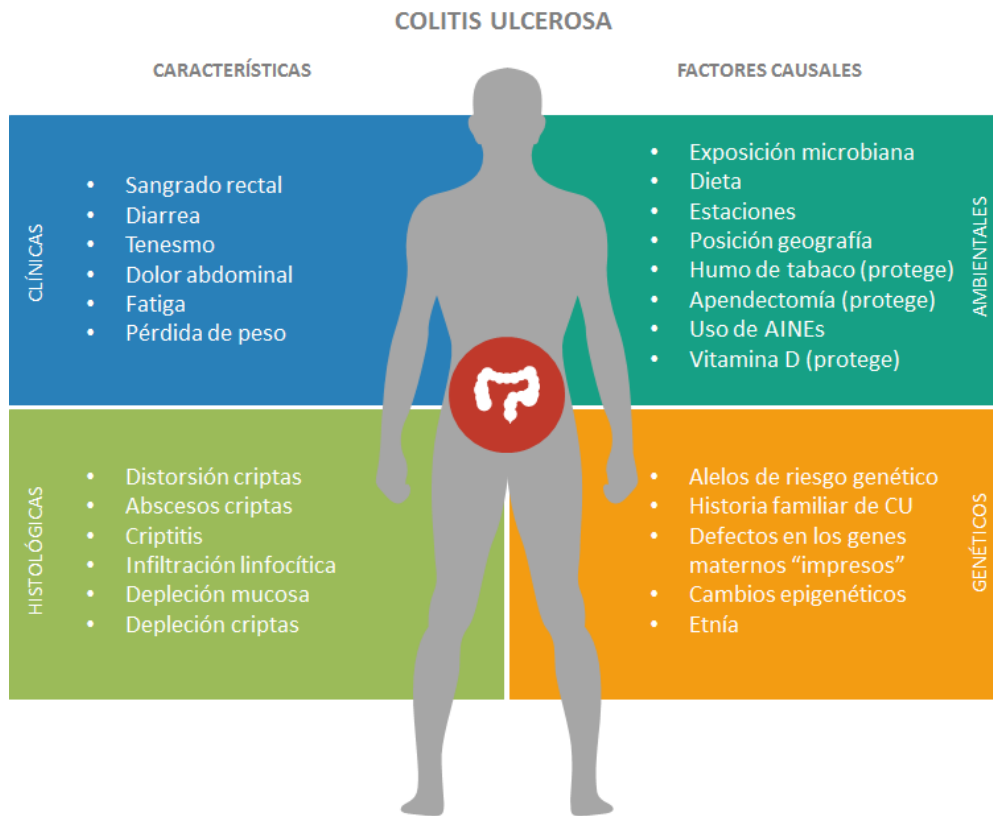 COLITIS ULCEROSA
CARACTERÍSTICAS
FACTORES CAUSALES
CLÍNICAS
• Sangrado rectal
• Diarrea
• Tenesmo
• Dolor abdominal
• Fatiga
• Pérdida de peso
AMBIENTALES
• Exposición microbiana
• Dieta
• Estaciones
• Posición geografía
• Humo de tabaco (protege)
• Apendectomía (protege)
• Uso de AINEs
• Vitamina D (protege)
HISTOLÓGICAS
• Distorsión criptas
• Abscesos criptas
• Criptitis
• Infiltración linfocítica
• Depleción mucosa
• Depleción criptas
GENÉTICOS
• Alelos de riesgo genético
• Historia familiar de CU
• Defectos en los genes
maternos “impresos”
• Cambios epigenéticos
• Etnía